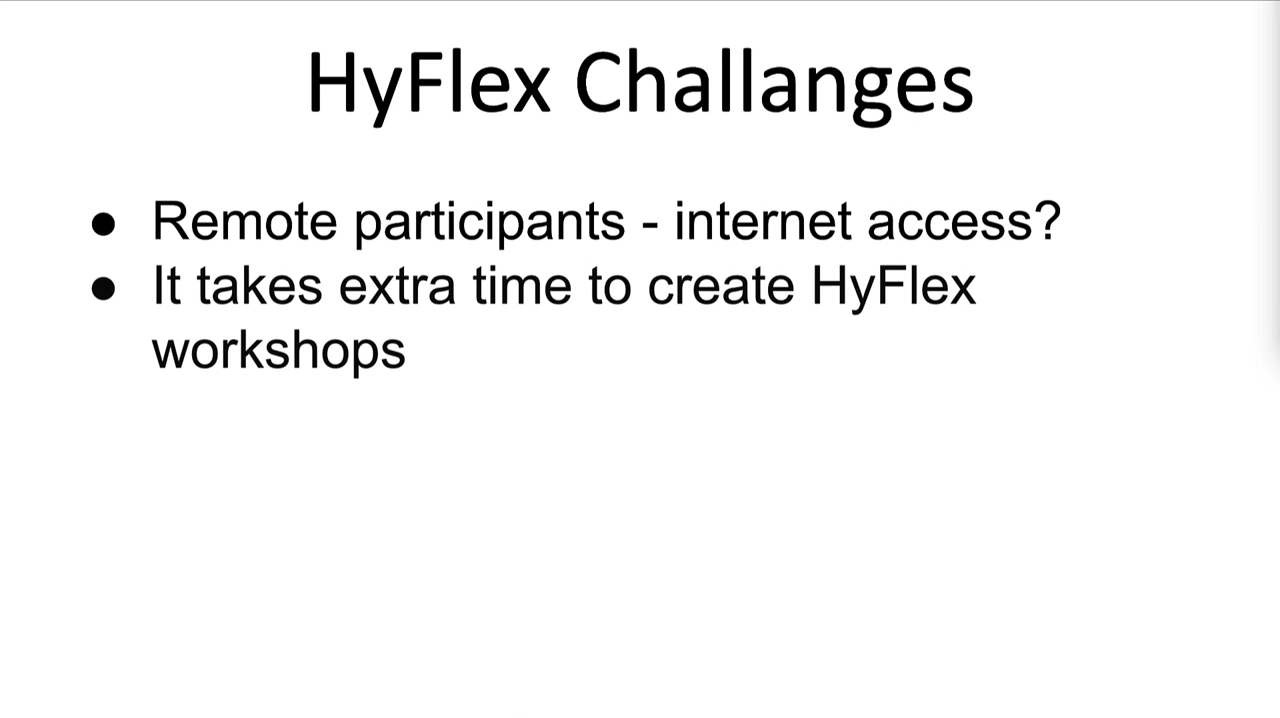 HyFlex Challanges
● Remote participants - internet access?
● It takes extra time to create HyFlex
workshops